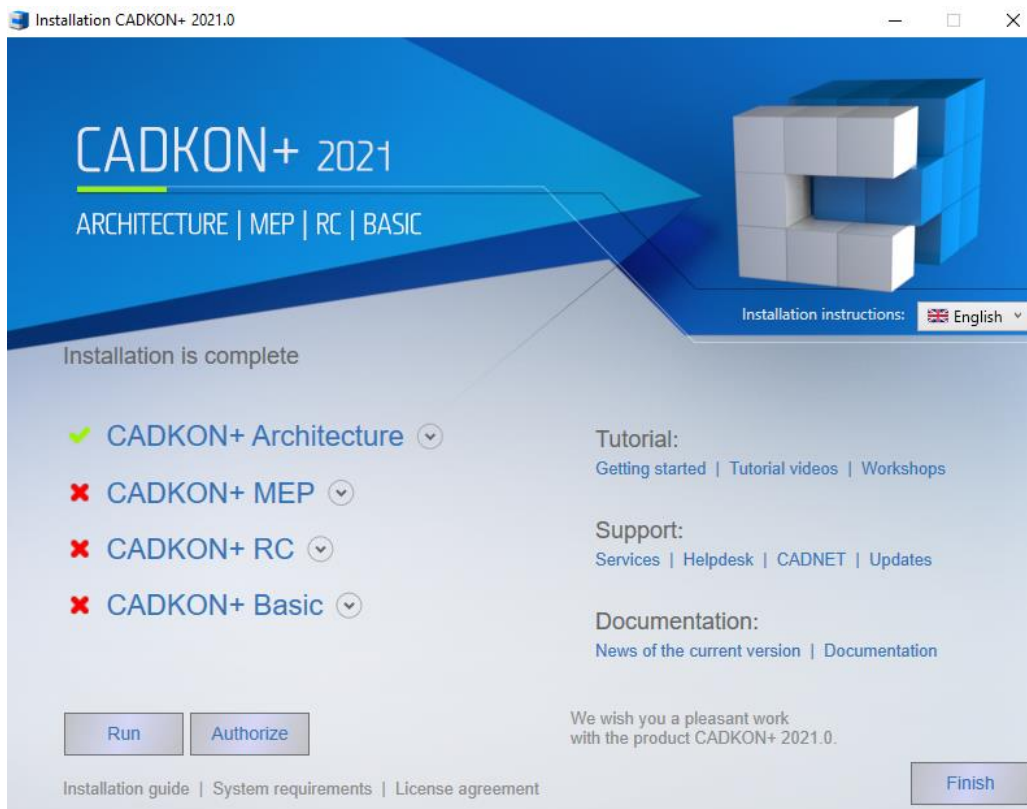 Installation CADKON+ 2021.0
CADKON+ 2021
ARCHITECTURE | MEP | RC | BASIC
Installation instructions: English
Installation is complete
CADKON+ Architecture
CADKON+ MEP
CADKON+ RC
CADKON+ Basic
Tutorial:
Getting started | Tutorial videos | Workshops
Support:
Services | Helpdesk | CADNET | Updates
Documentation:
News of the current version | Documentation
Run Authorize
We wish you a pleasant work
with the product CADKON+ 2021.0.
Installation guide | System requirements | License agreement
Finish